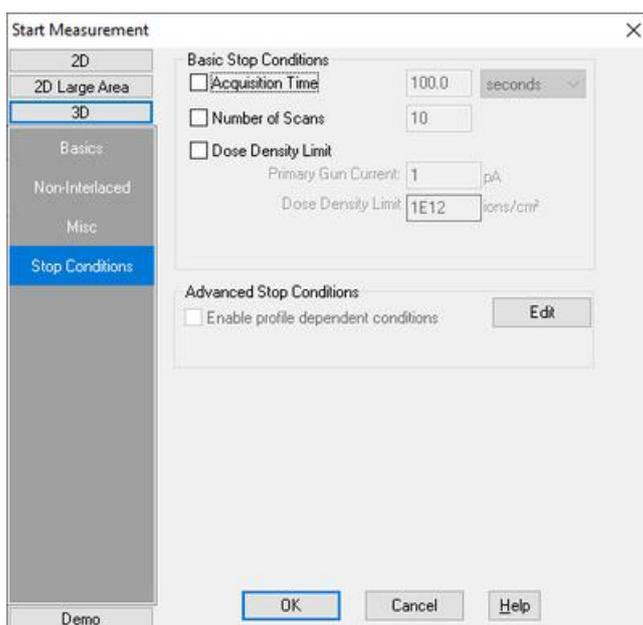 Start Measurement
2D
2D Large Area
3D
Basics
Non-Interlaced
Misc
Stop Conditions
Demo
Basic Stop Conditions
Acquisition Time 100.0 seconds
Number of Scans 10
Dose Density Limit
Primary Gun Current: 1 pA
Dose Density Limit 1E12 ions/cm²
Advanced Stop Conditions
Enable profile dependent conditions Edit
OK Cancel Help